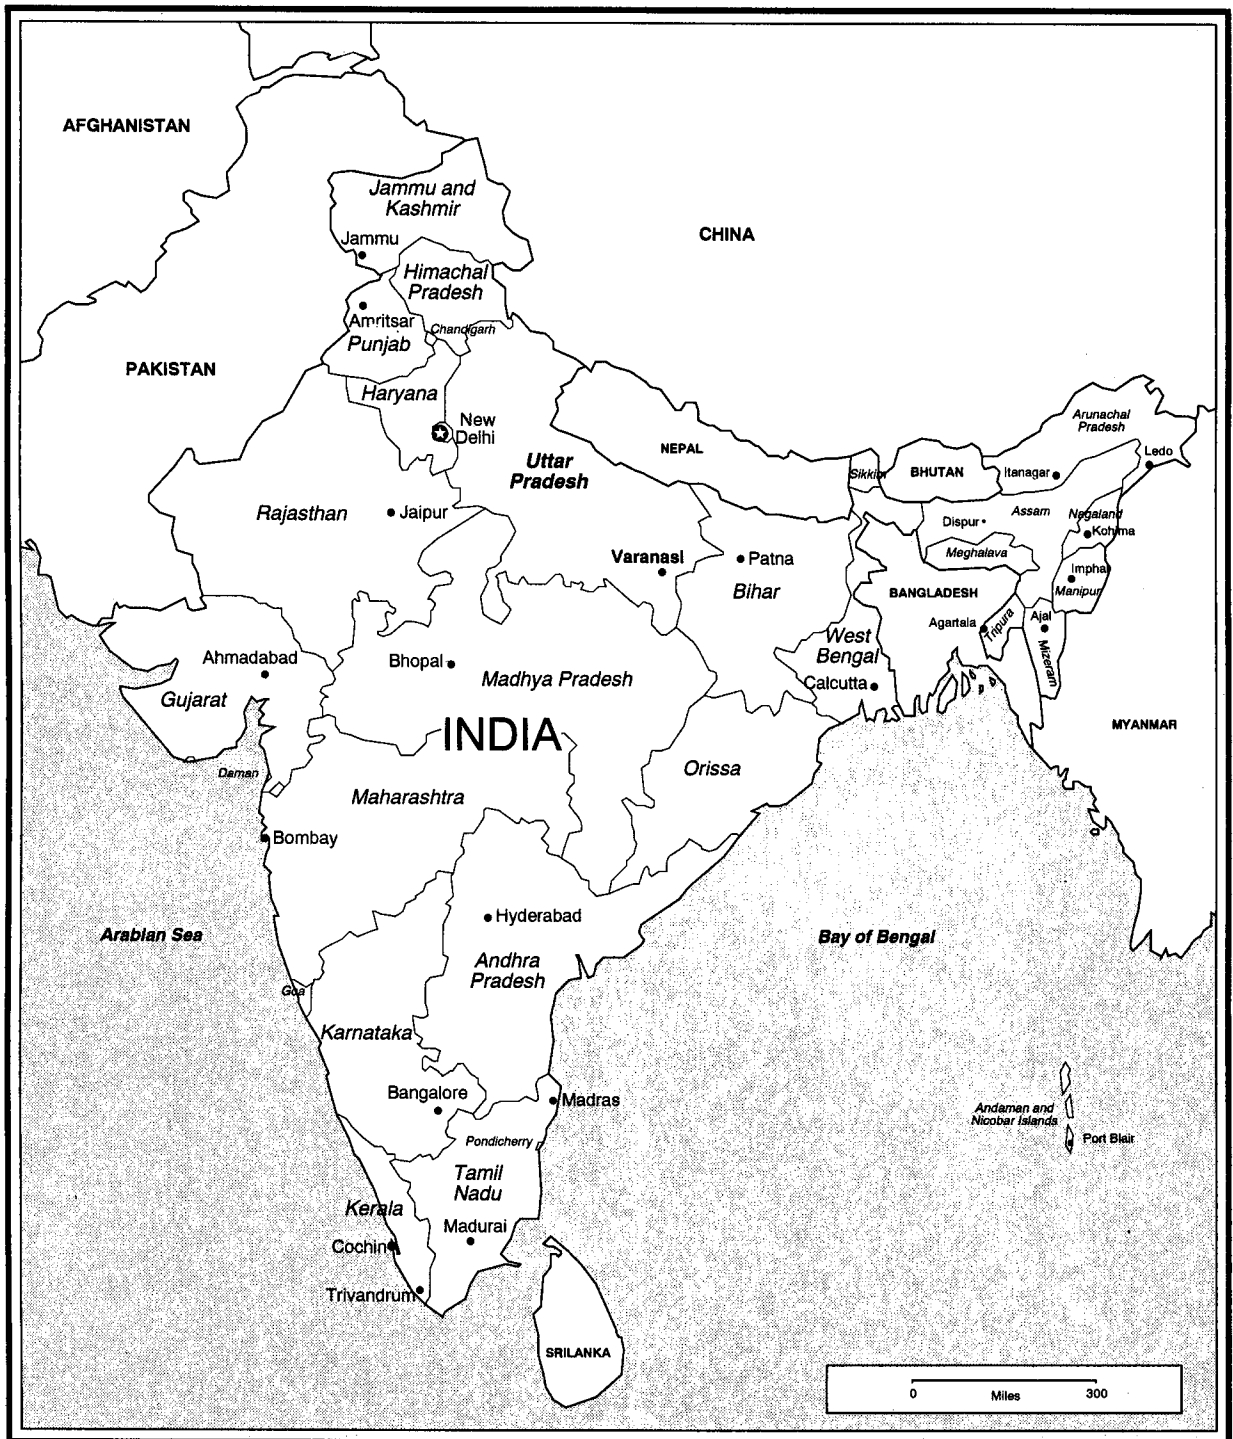 AFGHANISTAN
Jammu and
Kashmir
CHINA
Jammu
Himachal
Pradesh
Amritsar
Chandigarh
Punjab
PAKISTAN
Haryana
New
Delhi
Arunachal
Pradesh
NEPAL
Ledo
Uttar
Pradesh
Sikkim
BHUTAN
Itanagar
Rajasthan
Jaipur
Assam
Nagaland
Dispur
Kohima
Varanasi
Patna
Meghalava
Imphal
Bihar
BANGLADESH
Manipur
Agartala
Tripura
Ajal
West
Bengal
Mizeram
Ahmadabad
Bhopal
Madhya Pradesh
Calcutta
Gujarat
INDIA
MYANMAR
Daman
Orissa
Maharashtra
Bombay
Hyderabad
Arabian Sea
Bay of Bengal
Andhra
Pradesh
Goa
Karnataka
Bangalore
Madras
Andaman and
Nicobar Islands
Port Blair
Pondicherry
Tamil
Nadu
Kerala
Madurai
Cochin
Trivandrum
SRILANKA
0 300
Miles